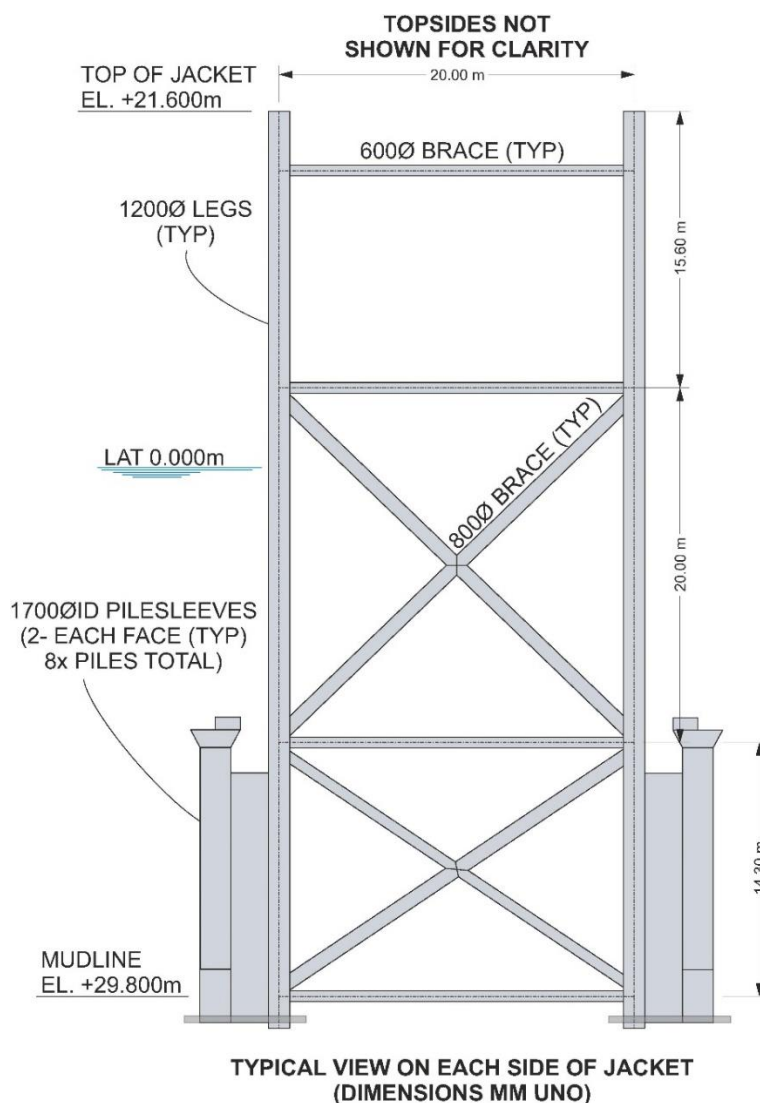 TOPSIDES NOT
SHOWN FOR CLARITY
20.00 m
TOP OF JACKET
EL. +21.600m
600Ø BRACE (TYP)
1200Ø LEGS
(TYP)
15.60 m
LAT 0.000m
800Ø BRACE (TYP)
20.00 m
1700ØID PILESLEEVES
(2- EACH FACE (TYP)
8x PILES TOTAL)
14.20 m
MUDLINE
EL. +29.800m
TYPICAL VIEW ON EACH SIDE OF JACKET
(DIMENSIONS MM UNO)